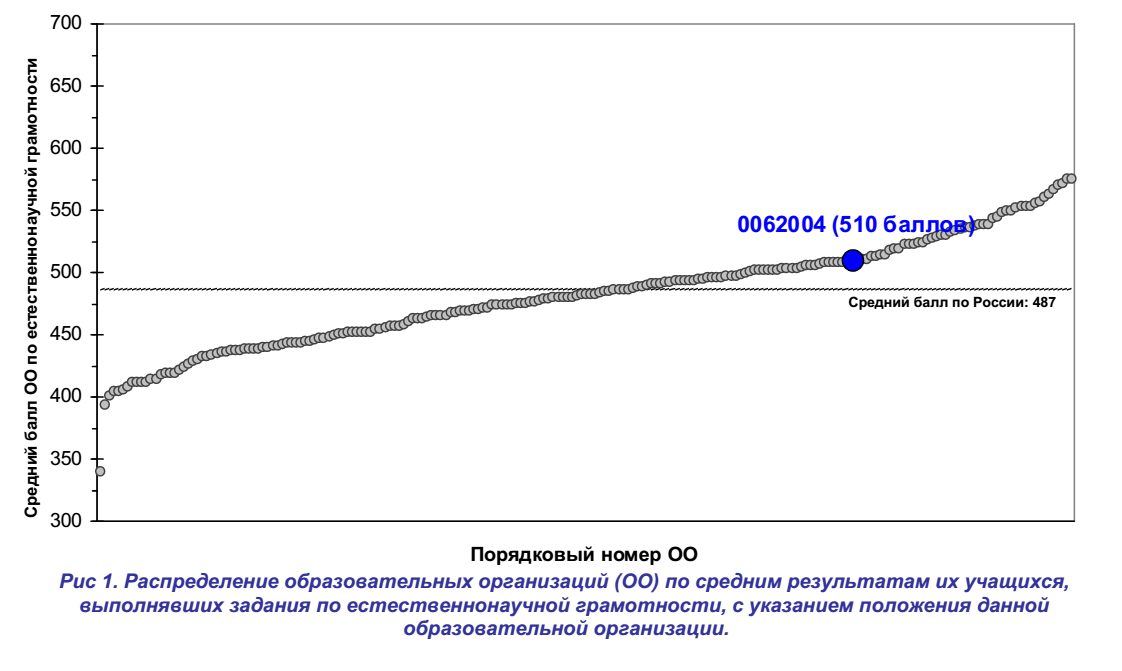 700
650
600
550
500
450
400
350
300
Средний балл ОО по естественнонаучной грамотности
0062004 (510 баллов)
Средний балл по России: 487
Порядковый номер ОО
Рис 1. Распределение образовательных организаций (ОО) по средним результатам их учащихся,
выполнявших задания по естественнонаучной грамотности, с указанием положения данной
образовательной организации.